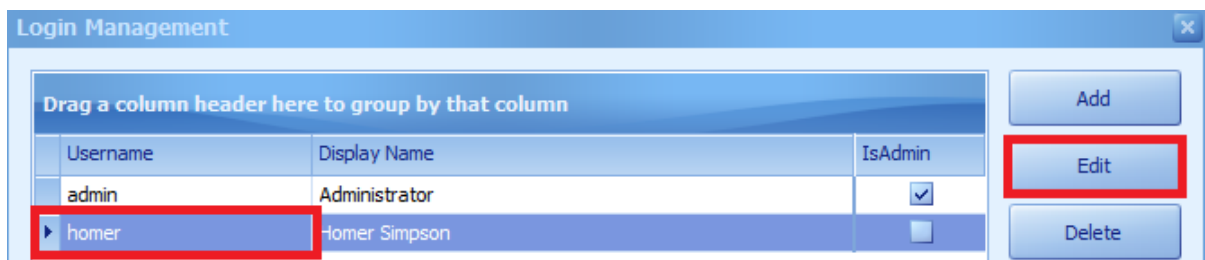 Login Management
Drag a column header here to group by that column
Add
Username Display Name IsAdmin
Edit
admin Administrator
homer Homer Simpson
Delete